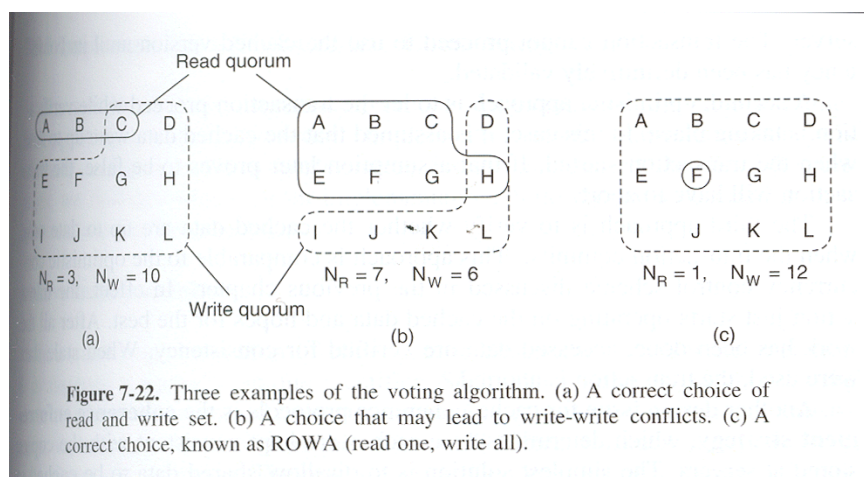 Read quorum
A B C D
E F G H
I J K L
N_R = 3, N_W = 10
(a)
A B C D
E F G H
I J K L
N_R = 7, N_W = 6
(b)
A B C D
E F G H
I J K L
N_R = 1, N_W = 12
(c)
Write quorum
Figure 7-22. Three examples of the voting algorithm. (a) A correct choice of
read and write set. (b) A choice that may lead to write-write conflicts. (c) A
correct choice, known as ROWA (read one, write all).